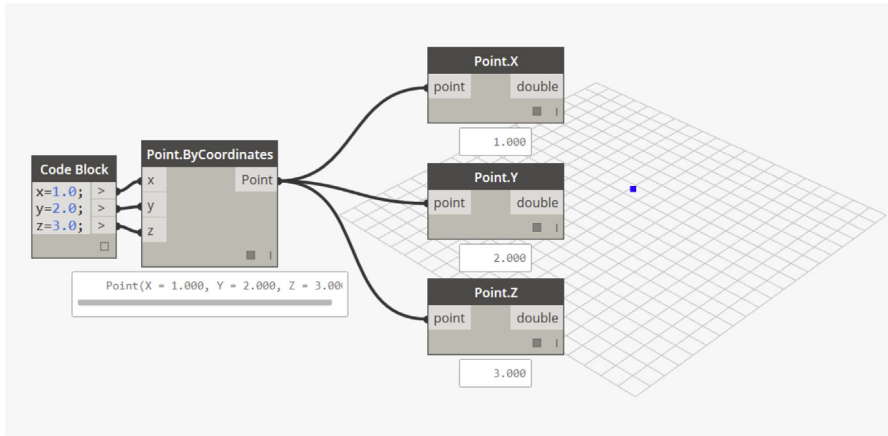 Code Block
x=1.0; >
y=2.0; >
z=3.0; >
Point.ByCoordinates
x Point
y
z
Point(X = 1.000, Y = 2.000, Z = 3.00
Point.X
point double
1.000
Point.Y
point double
2.000
Point.Z
point double
3.000